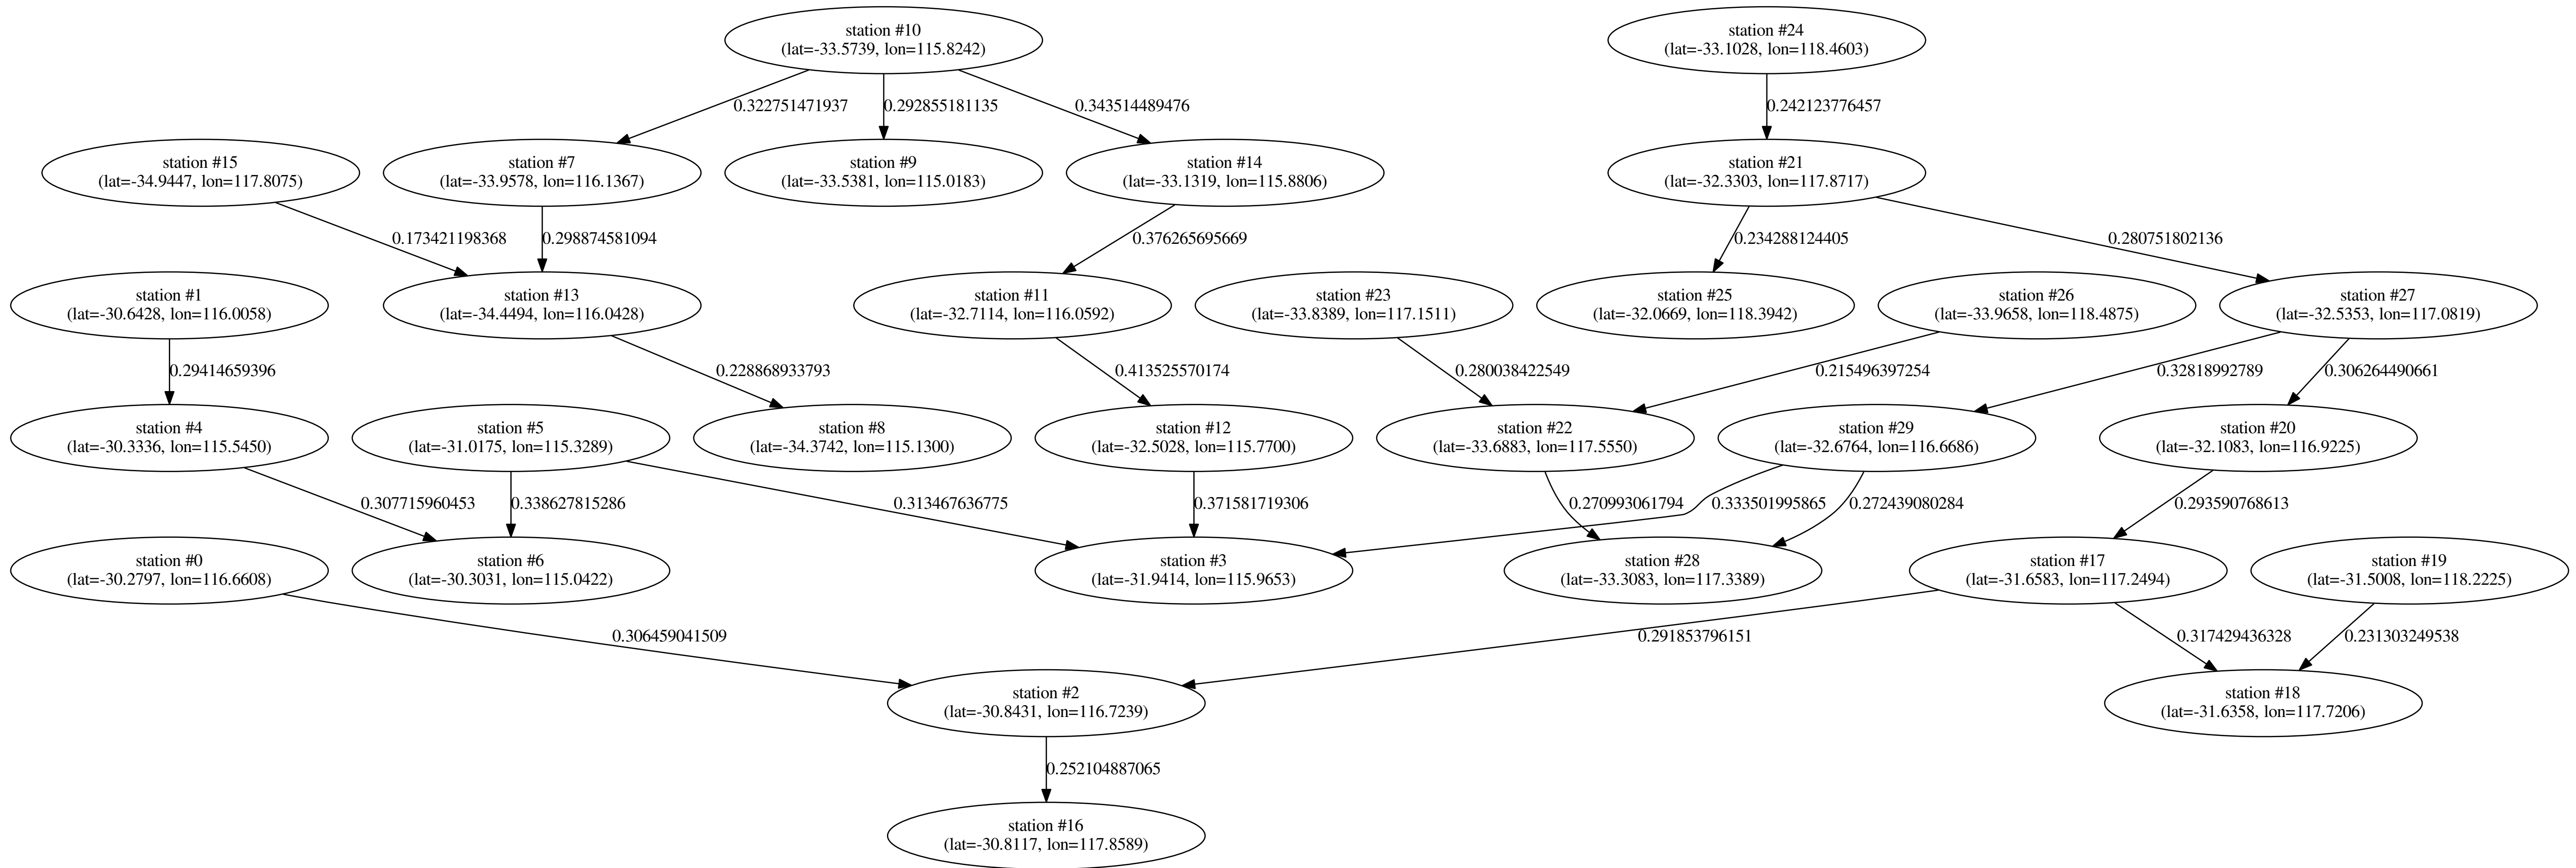 station #10
(lat=-33.5739, lon=115.8242)
station #24
(lat=-33.1028, lon=118.4603)
0.322751471937
0.292855181135
0.343514489476
0.242123776457
station #15
(lat=-34.9447, lon=117.8075)
station #7
(lat=-33.9578, lon=116.1367)
station #9
(lat=-33.5381, lon=115.0183)
station #14
(lat=-33.1319, lon=115.8806)
station #21
(lat=-32.3303, lon=117.8717)
0.173421198368
0.298874581094
0.376265695669
0.234288124405
0.280751802136
station #1
(lat=-30.6428, lon=116.0058)
station #13
(lat=-34.4494, lon=116.0428)
station #11
(lat=-32.7114, lon=116.0592)
station #23
(lat=-33.8389, lon=117.1511)
station #25
(lat=-32.0669, lon=118.3942)
station #26
(lat=-33.9658, lon=118.4875)
station #27
(lat=-32.5353, lon=117.0819)
0.29414659396
0.228868933793
0.413525570174
0.280038422549
0.215496397254
0.32818992789
0.306264490661
station #4
(lat=-30.3336, lon=115.5450)
station #5
(lat=-31.0175, lon=115.3289)
station #8
(lat=-34.3742, lon=115.1300)
station #12
(lat=-32.5028, lon=115.7700)
station #22
(lat=-33.6883, lon=117.5550)
station #29
(lat=-32.6764, lon=116.6686)
station #20
(lat=-32.1083, lon=116.9225)
0.307715960453
0.338627815286
0.313467636775
0.371581719306
0.270993061794
0.333501995865
0.272439080284
0.293590768613
station #0
(lat=-30.2797, lon=116.6608)
station #6
(lat=-30.3031, lon=115.0422)
station #3
(lat=-31.9414, lon=115.9653)
station #28
(lat=-33.3083, lon=117.3389)
station #17
(lat=-31.6583, lon=117.2494)
station #19
(lat=-31.5008, lon=118.2225)
0.306459041509
0.291853796151
0.317429436328
0.231303249538
station #2
(lat=-30.8431, lon=116.7239)
station #18
(lat=-31.6358, lon=117.7206)
0.252104887065
station #16
(lat=-30.8117, lon=117.8589)